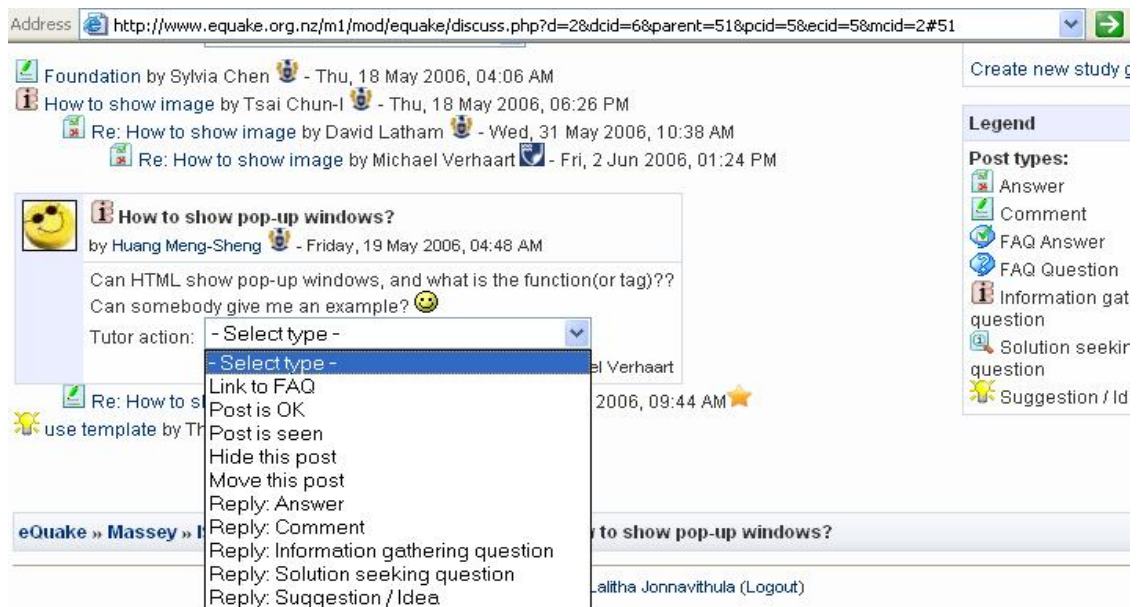 Address http://www.equake.org.nz/m1/mod/equake/discuss.php?d=2&dcid=6&parent=51&pcid=5&ecid=5&mcid=2#51
Foundation by Sylvia Chen - Thu, 18 May 2006, 04:06 AM
How to show image by Tsai Chun-I - Thu, 18 May 2006, 06:26 PM
Re: How to show image by David Latham - Wed, 31 May 2006, 10:38 AM
Re: How to show image by Michael Verhaart - Fri, 2 Jun 2006, 01:24 PM
How to show pop-up windows?
by Huang Meng-Sheng - Friday, 19 May 2006, 04:48 AM
Can HTML show pop-up windows, and what is the function(or tag)??
Can somebody give me an example?
Tutor action: - Select type -
- Select type -
Link to FAQ
Post is OK
Post is seen
Hide this post
Move this post
Reply: Answer
Reply: Comment
Reply: Information gathering question
Reply: Solution seeking question
Reply: Suggestion / Idea
Verhaart
Re: How to 2006, 09:44 AM
use template by
eQuake » Massey » to show pop-up windows?
Lalitha Jonnavithula (Logout)
Create new study
Legend
Post types:
Answer
Comment
FAQ Answer
FAQ Question
Information
question
Solution
question
Suggestion /